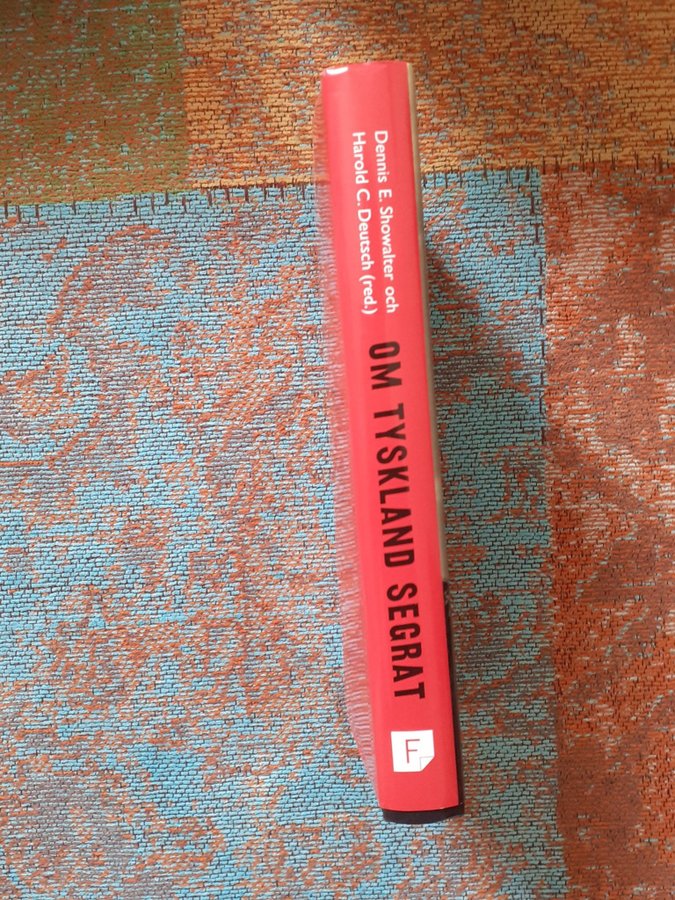 Dennis E. Showalter och
Harold C. Deutsch (red.)
OM TYSKLAND SEGRAT
F